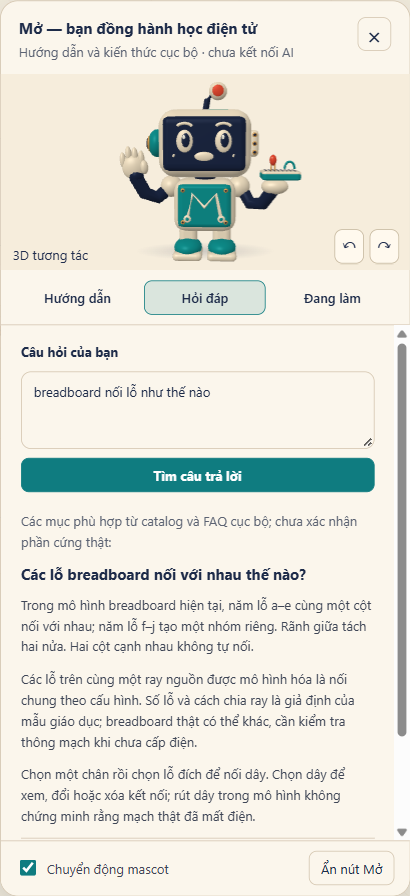 Mở — bạn đồng hành học điện tử
Hướng dẫn và kiến thức cục bộ · chưa kết nối AI
M
3D tương tác
Hướng dẫn
Hỏi đáp
Đang làm
Câu hỏi của bạn
breadboard nối lỗ như thế nào
Tìm câu trả lời
Các mục phù hợp từ catalog và FAQ cục bộ; chưa xác nhận
phần cứng thật:
Các lỗ breadboard nối với nhau thế nào?
Trong mô hình breadboard hiện tại, năm lỗ a–e cùng một cột
nối với nhau; năm lỗ f–j tạo một nhóm riêng. Rãnh giữa tách
hai nửa. Hai cột cạnh nhau không tự nối.
Các lỗ trên cùng một ray nguồn được mô hình hóa là nối
chung theo cấu hình. Số lỗ và cách chia ray là giả định của
mẫu giáo dục; breadboard thật có thể khác, cần kiểm tra
thông mạch khi chưa cấp điện.
Chọn một chân rồi chọn lỗ đích để nối dây. Chọn dây để
xem, đổi hoặc xóa kết nối; rút dây trong mô hình không
chứng minh rằng mạch thật đã mất điện.
Chuyển động mascot
Ẩn nút Mở